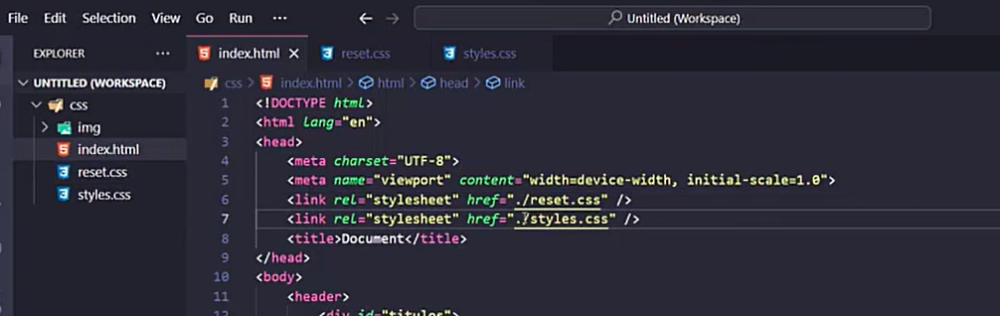 File Edit Selection View Go Run ··· Untitled (Workspace)
EXPLORER ···
index.html reset.css styles.css
UNTITLED (WORKSPACE)
css
img
index.html
reset.css
styles.css
css > index.html > html > head > link
1 <!DOCTYPE html>
2 <html lang="en">
3 <head>
4 <meta charset="UTF-8">
5 <meta name="viewport" content="width=device-width, initial-scale=1.0">
6 <link rel="stylesheet" href="./reset.css" />
7 <link rel="stylesheet" href="./styles.css" />
8 <title>Document</title>
9 </head>
10 <body>
11 <header>
12 <div id="titulos">